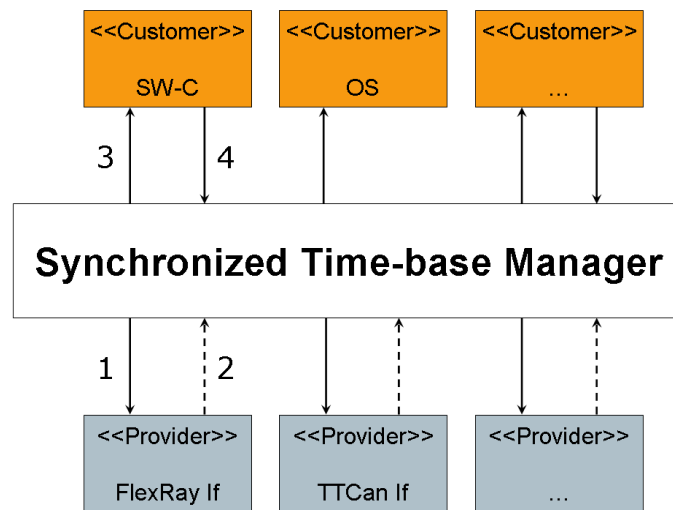 <<Customer>> <<Customer>> <<Customer>>
SW-C OS ...
3 4
Synchronized Time-base Manager
1 2
<<Provider>> <<Provider>> <<Provider>>
FlexRay If TTCan If ...